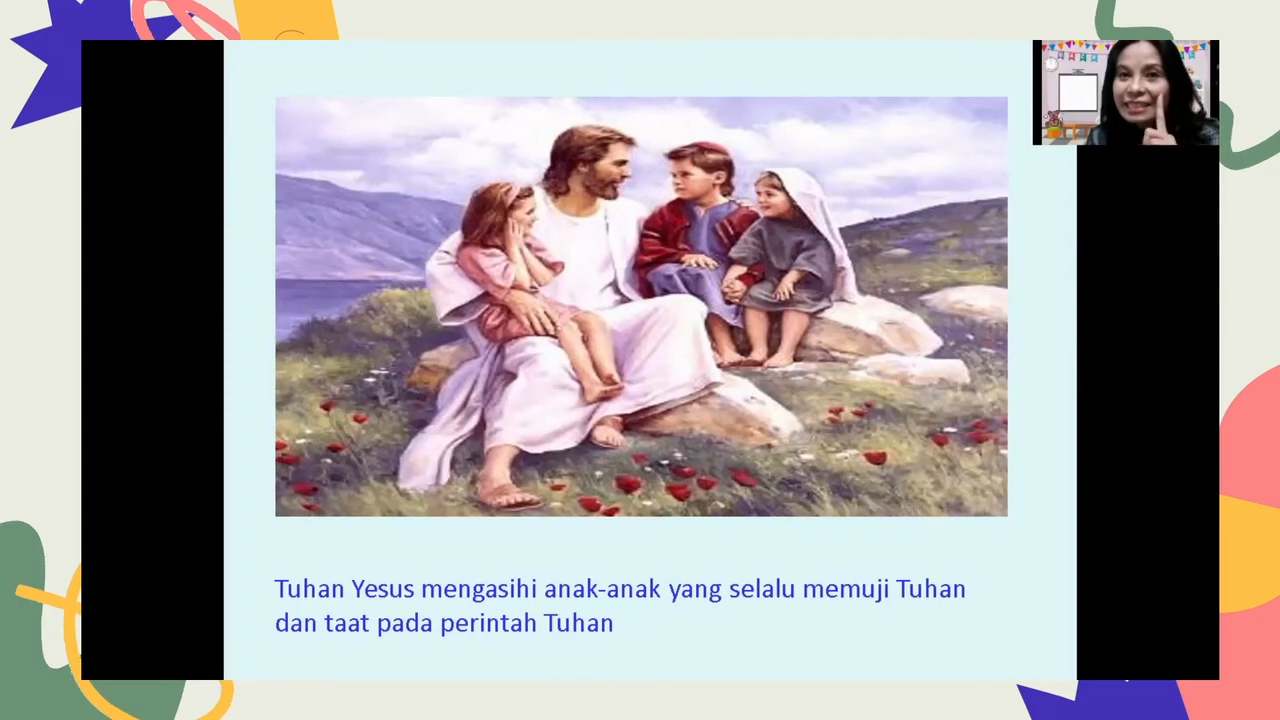 Tuhan Yesus mengasihi anak-anak yang selalu memuji Tuhan
dan taat pada perintah Tuhan